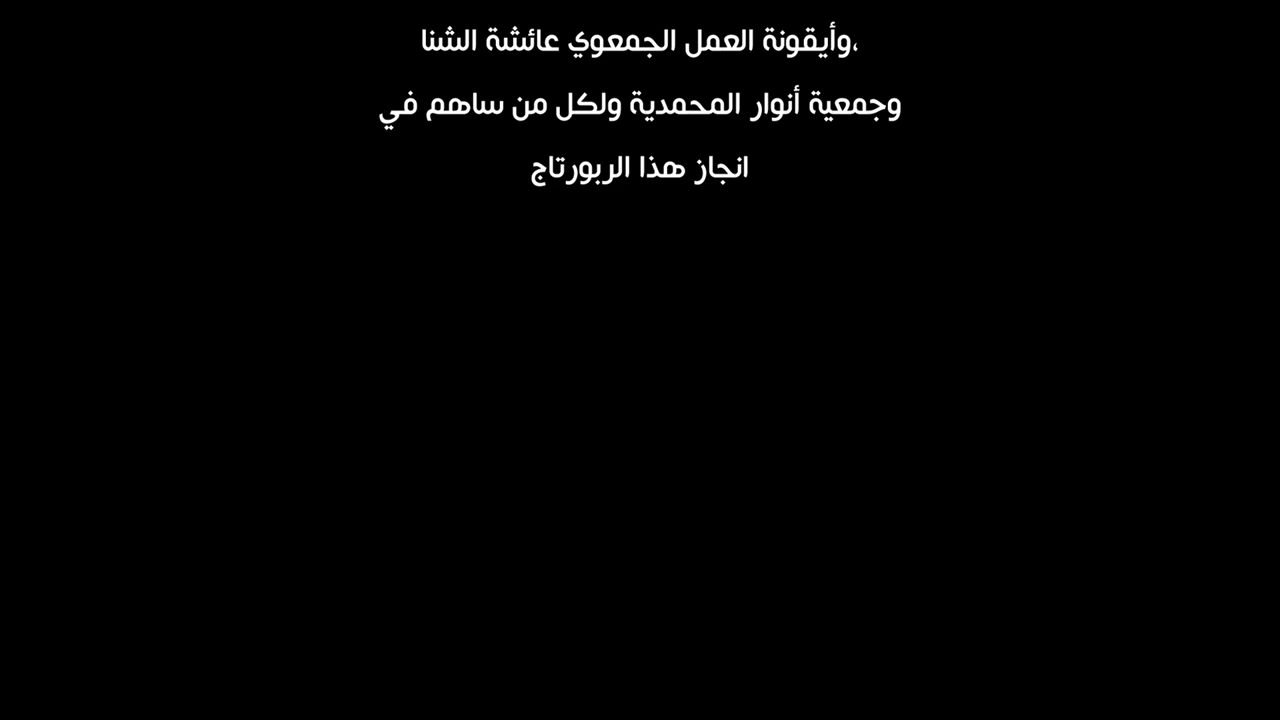 ،وأيقونة العمل الجمعوي عائشة الشنا
وجمعية أنوار المحمدية ولكل من ساهم في
انجاز هذا الربورتاج